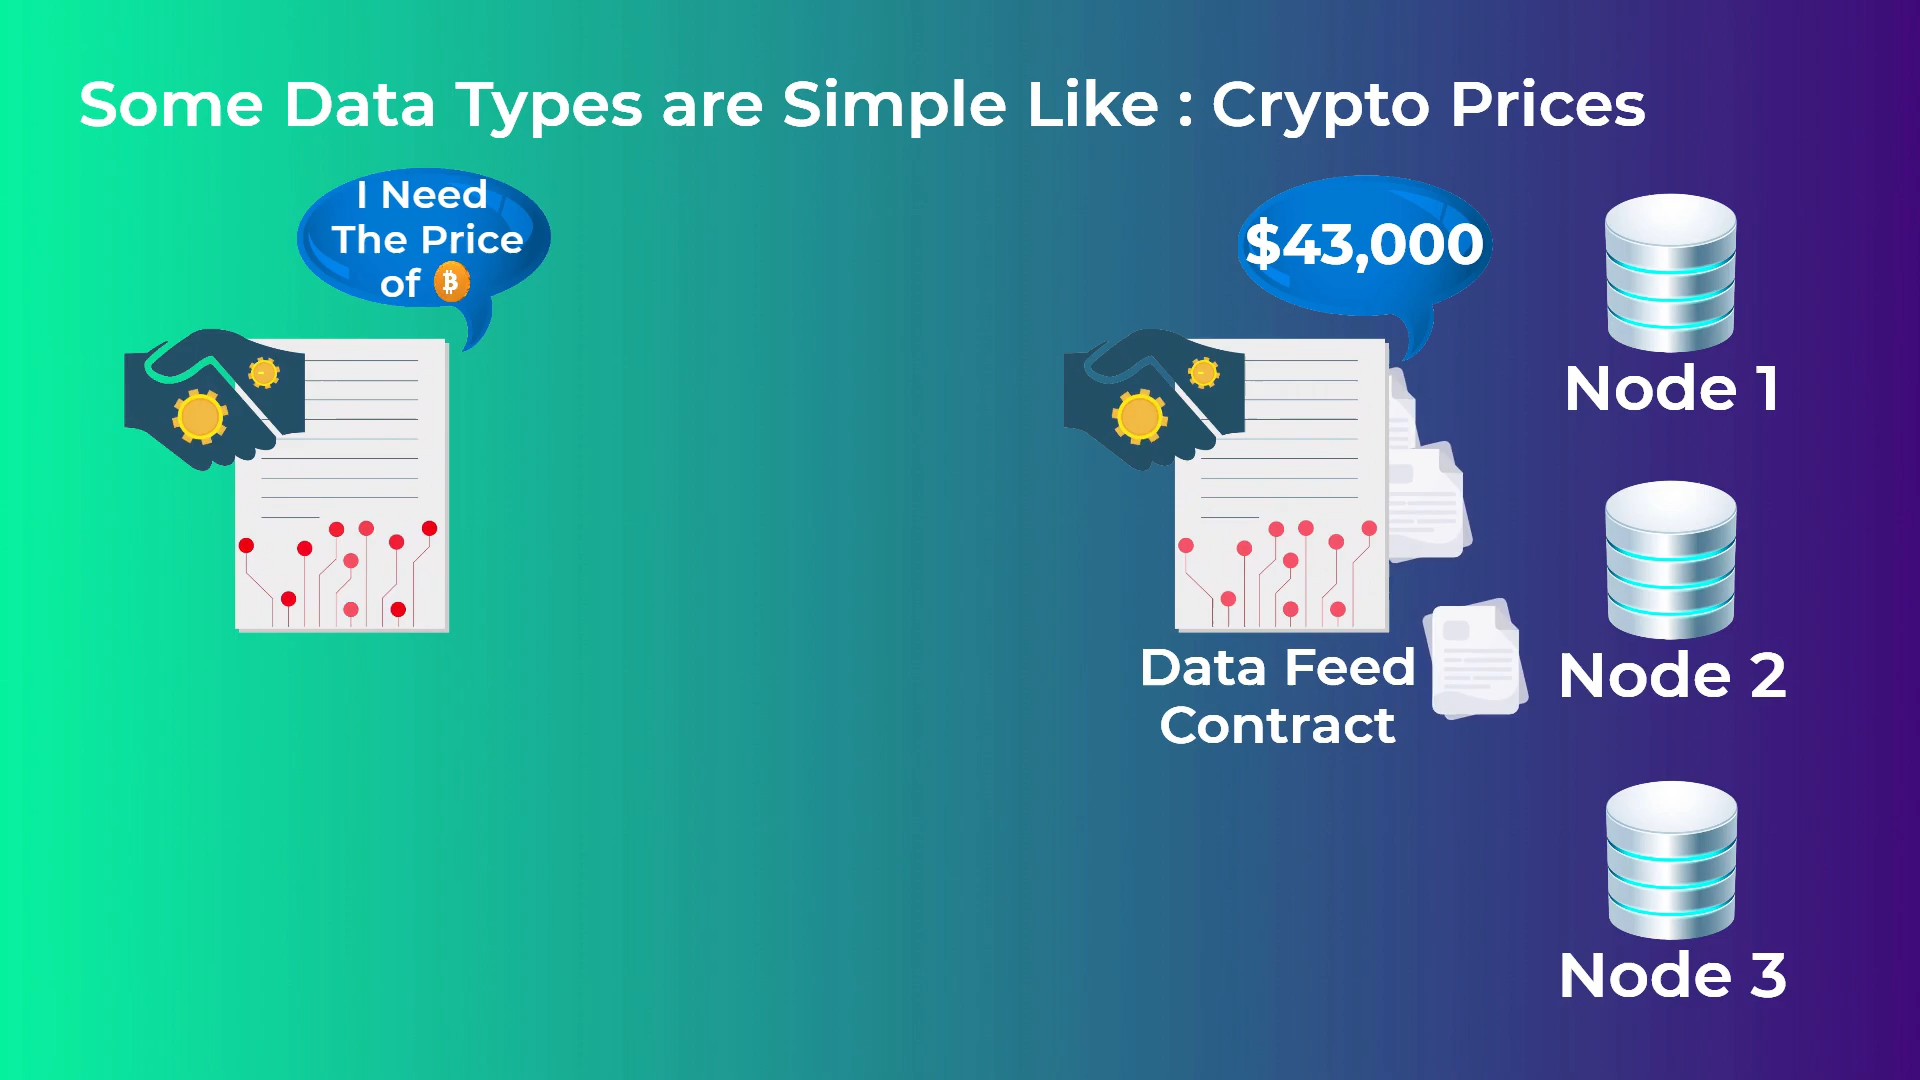 Some Data Types are Simple Like : Crypto Prices
I Need
The Price
of ₿
$43,000
Node 1
Data Feed
Contract
Node 2
Node 3